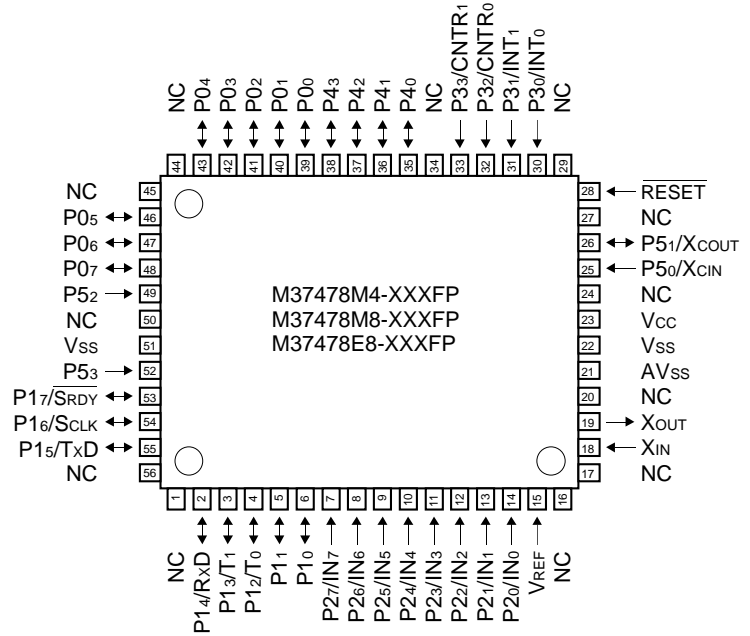 NC P04 P03 P02 P01 P00 P43 P42 P41 P40 NC P33/CNTR1 P32/CNTR0 P31/INT1 P30/INT0 NC
44 43 42 41 40 39 38 37 36 35 34 33 32 31 30 29
NC 45
P05 46
P06 47
P07 48
P52 49
NC 50
VSS 51
P53 52
P17/SRDY 53
P16/SCLK 54
P15/TXD 55
NC 56
M37478M4-XXXFP
M37478M8-XXXFP
M37478E8-XXXFP
28 RESET
27 NC
26 P51/XCOUT
25 P50/XCIN
24 NC
23 VCC
22 VSS
21 AVSS
20 NC
19 XOUT
18 XIN
17 NC
1 2 3 4 5 6 7 8 9 10 11 12 13 14 15 16
NC P14/RXD P13/T1 P12/T0 P11 P10 P27/IN7 P26/IN6 P25/IN5 P24/IN4 P23/IN3 P22/IN2 P21/IN1 P20/IN0 VREF NC